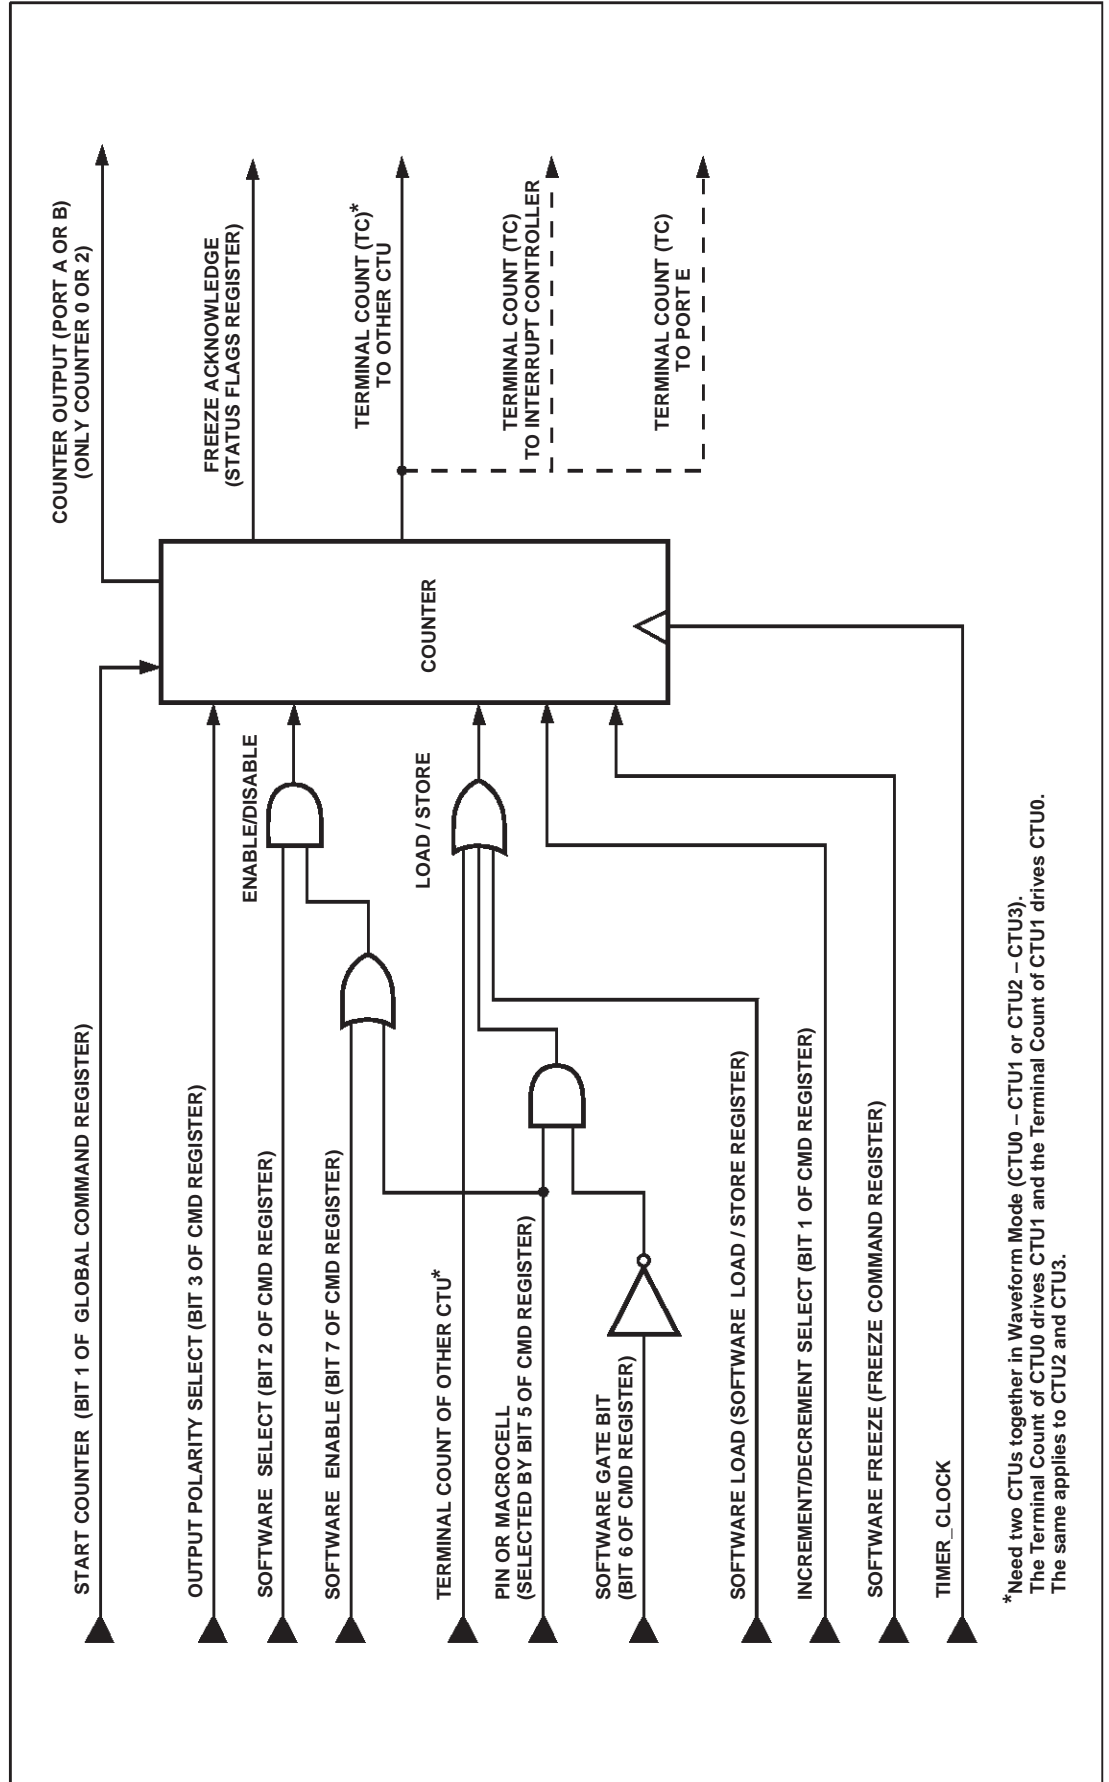 START COUNTER (BIT 1 OF GLOBAL COMMAND REGISTER)
OUTPUT POLARITY SELECT (BIT 3 OF CMD REGISTER)
SOFTWARE SELECT (BIT 2 OF CMD REGISTER)
SOFTWARE ENABLE (BIT 7 OF CMD REGISTER)
TERMINAL COUNT OF OTHER CTU*
PIN OR MACROCELL
(SELECTED BY BIT 5 OF CMD REGISTER)
SOFTWARE GATE BIT
(BIT 6 OF CMD REGISTER)
SOFTWARE LOAD (SOFTWARE LOAD / STORE REGISTER)
INCREMENT/DECREMENT SELECT (BIT 1 OF CMD REGISTER)
SOFTWARE FREEZE (FREEZE COMMAND REGISTER)
TIMER_CLOCK
ENABLE/DISABLE
LOAD / STORE
COUNTER
COUNTER OUTPUT (PORT A OR B)
(ONLY COUNTER 0 OR 2)
FREEZE ACKNOWLEDGE
(STATUS FLAGS REGISTER)
TERMINAL COUNT (TC)*
TO OTHER CTU
TERMINAL COUNT (TC)
TO INTERRUPT CONTROLLER
TERMINAL COUNT (TC)
TO PORT E
*Need two CTUs together in Waveform Mode (CTU0 – CTU1 or CTU2 – CTU3).
The Terminal Count of CTU0 drives CTU1 and the Terminal Count of CTU1 drives CTU0.
The same applies to CTU2 and CTU3.